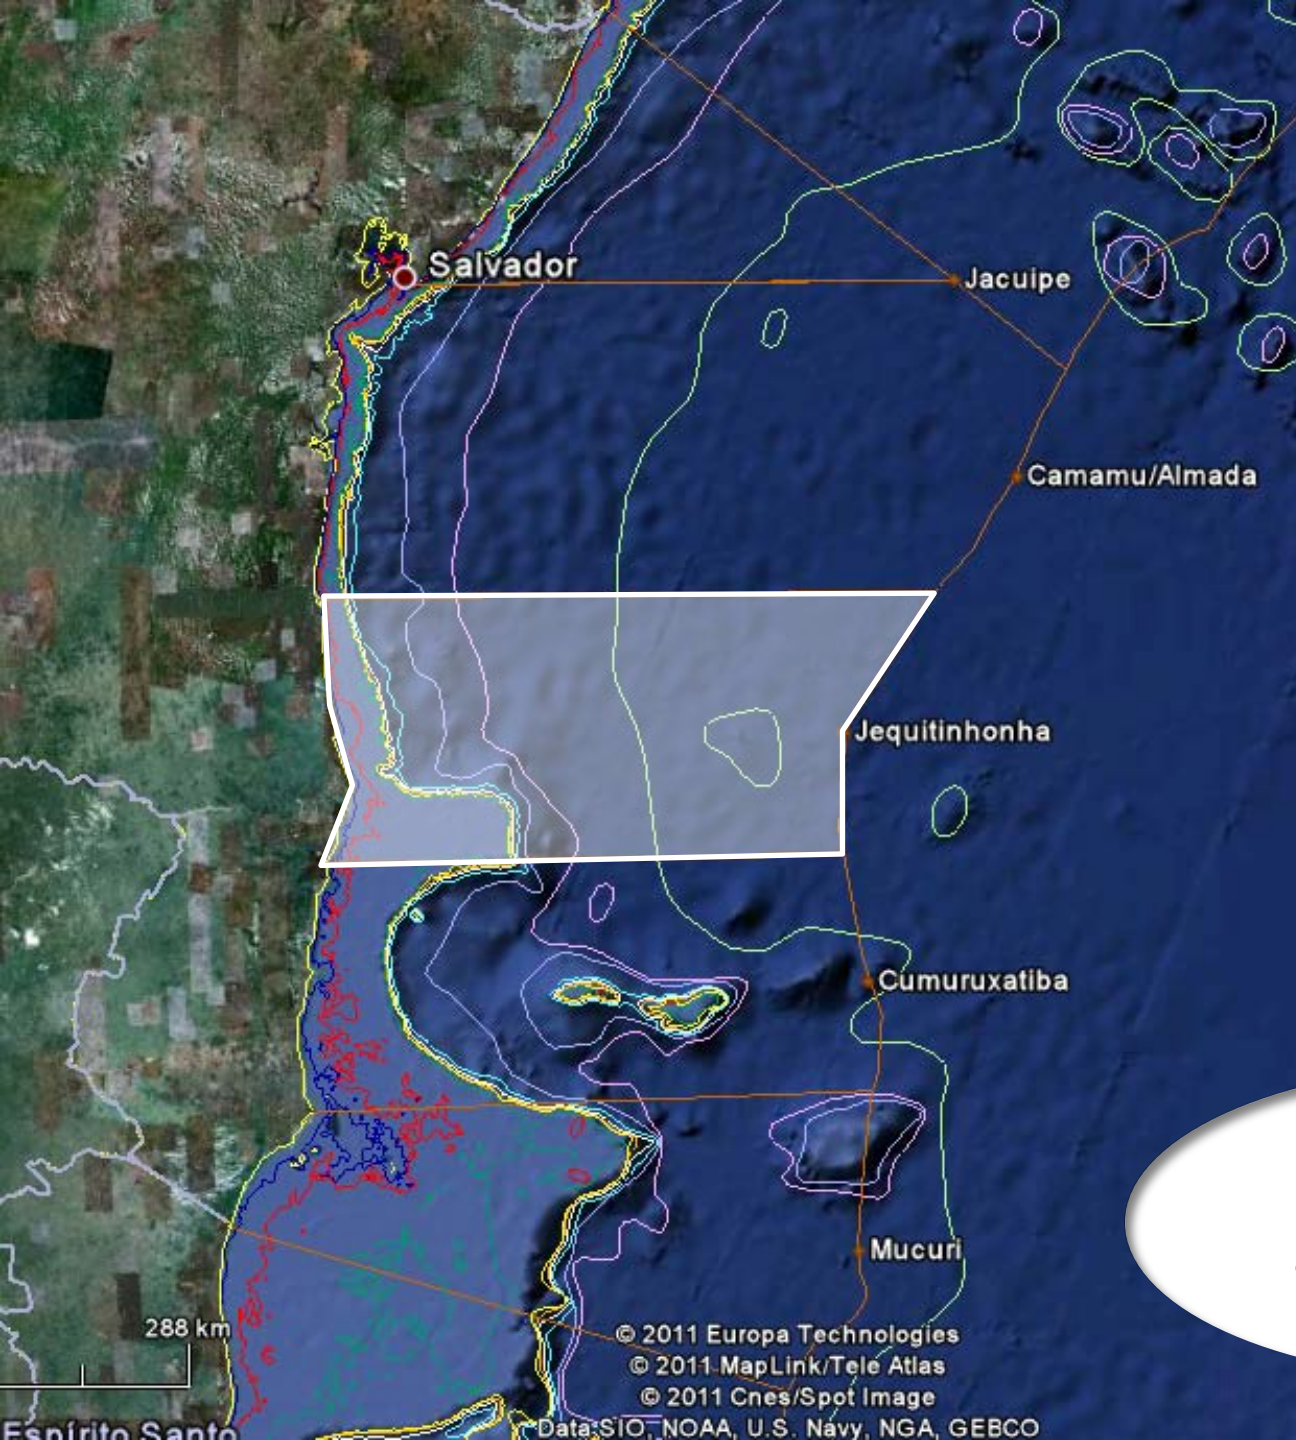 Salvador
Jacuipe
Camamu/Almada
Jequitinhonha
Cumuruxatiba
Mucuri
288 km
© 2011 Europa Technologies
© 2011 MapLink/Tele Atlas
© 2011 Cnes/Spot Image
Data SIO, NOAA, U.S. Navy, NGA, GEBCO
Espírito Santo